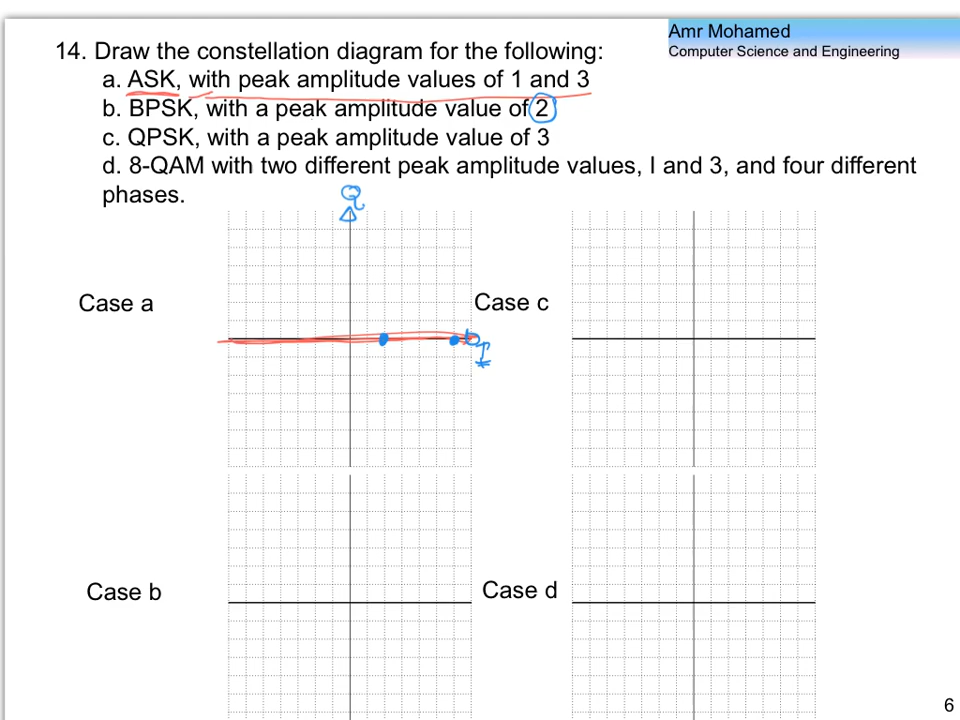 Amr Mohamed
Computer Science and Engineering
14. Draw the constellation diagram for the following:
a. ASK, with peak amplitude values of 1 and 3
b. BPSK, with a peak amplitude value of 2
c. QPSK, with a peak amplitude value of 3
d. 8-QAM with two different peak amplitude values, I and 3, and four different
phases.
Q
Case a
Case c
I
Case b
Case d
6